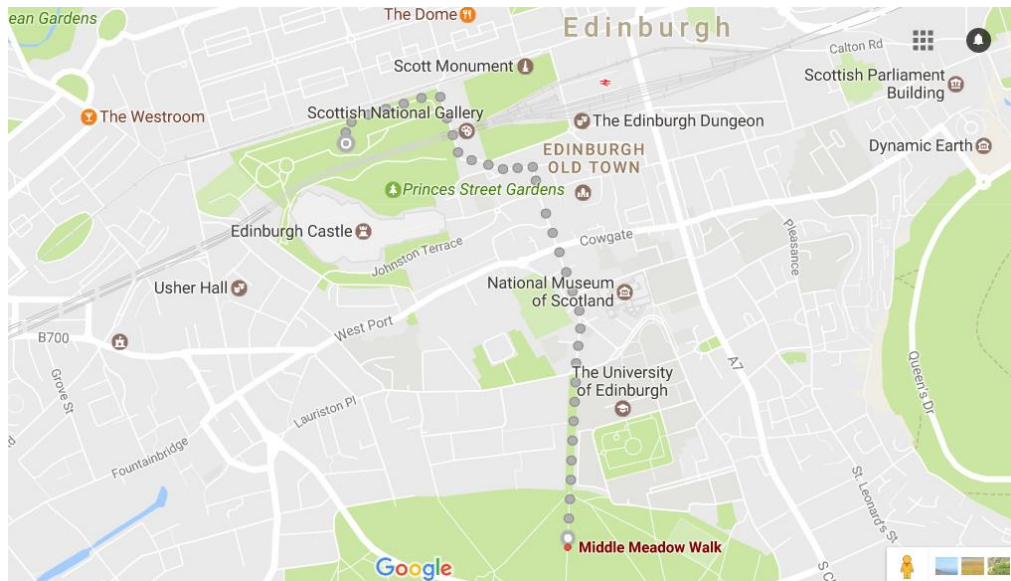 ean Gardens
The Dome
Edinburgh
Calton Rd
Scott Monument
Scottish Parliament
Building
The Westroom
Scottish National Gallery
The Edinburgh Dungeon
Dynamic Earth
EDINBURGH
OLD TOWN
Princes Street Gardens
Edinburgh Castle
Johnston Terrace
Cowgate
Pleasance
Usher Hall
National Museum
of Scotland
West Port
B700
Grove St
A7
Queen's Dr
The University
of Edinburgh
Lauriston Pl
Fountainbridge
St. Leonard's St
Middle Meadow Walk
Google
S C